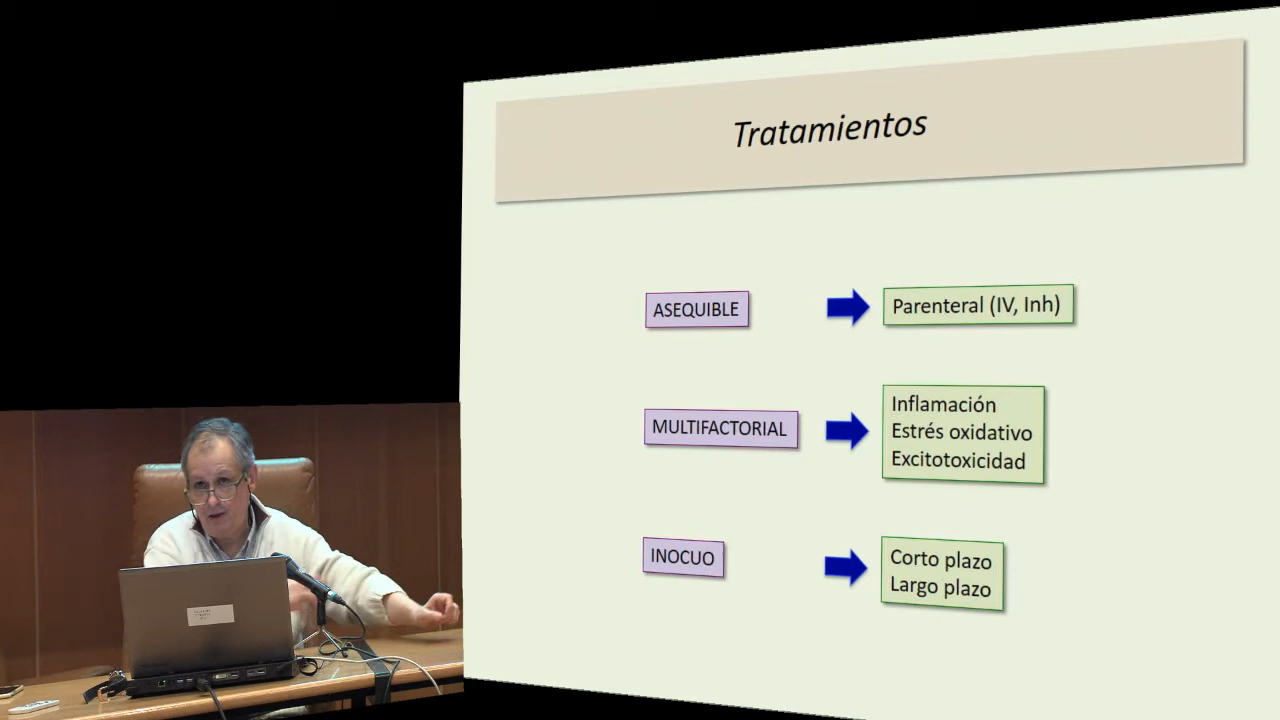 Tratamientos
ASEQUIBLE
Parenteral (IV, Inh)
MULTIFACTORIAL
Inflamación
Estrés oxidativo
Excitotoxicidad
INOCUO
Corto plazo
Largo plazo